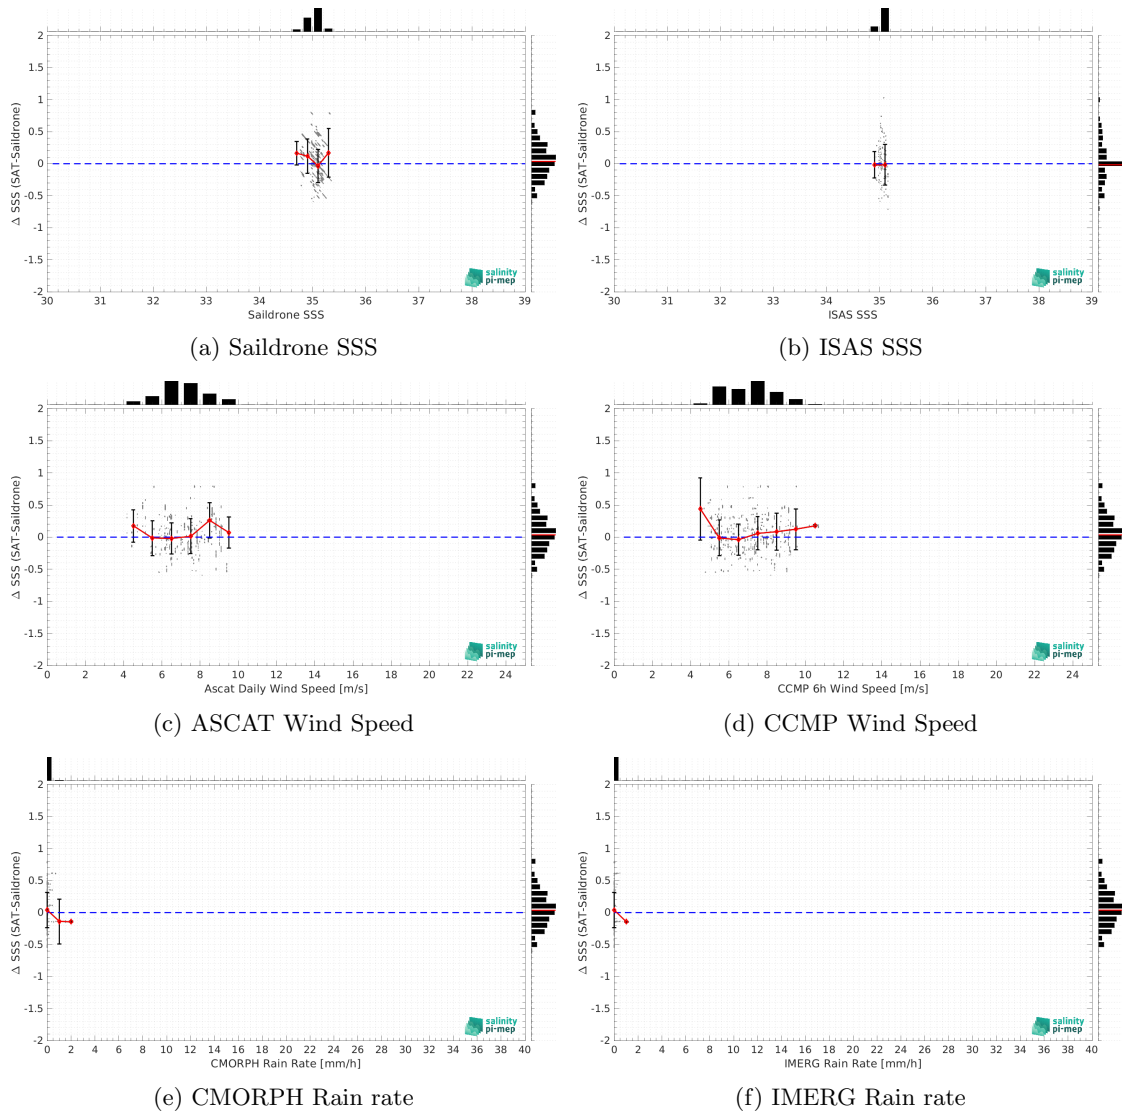 2
1.5
1
0.5
0
-0.5
-1
-1.5
-2
Δ SSS (SAT-Saildrone)
30 31 32 33 34 35 36 37 38 39
Saildrone SSS
salinity
pi-mep
(a) Saildrone SSS
2
1.5
1
0.5
0
-0.5
-1
-1.5
-2
Δ SSS (SAT-Saildrone)
30 31 32 33 34 35 36 37 38 39
ISAS SSS
salinity
pi-mep
(b) ISAS SSS
2
1.5
1
0.5
0
-0.5
-1
-1.5
-2
Δ SSS (SAT-Saildrone)
0 2 4 6 8 10 12 14 16 18 20 22 24
Ascat Daily Wind Speed [m/s]
salinity
pi-mep
(c) ASCAT Wind Speed
2
1.5
1
0.5
0
-0.5
-1
-1.5
-2
Δ SSS (SAT-Saildrone)
0 2 4 6 8 10 12 14 16 18 20 22 24
CCMP 6h Wind Speed [m/s]
salinity
pi-mep
(d) CCMP Wind Speed
2
1.5
1
0.5
0
-0.5
-1
-1.5
-2
Δ SSS (SAT-Saildrone)
0 2 4 6 8 10 12 14 16 18 20 22 24 26 28 30 32 34 36 38 40
CMORPH Rain Rate [mm/h]
salinity
pi-mep
(e) CMORPH Rain rate
2
1.5
1
0.5
0
-0.5
-1
-1.5
-2
Δ SSS (SAT-Saildrone)
0 2 4 6 8 10 12 14 16 18 20 22 24 26 28 30 32 34 36 38 40
IMERG Rain Rate [mm/h]
salinity
pi-mep
(f) IMERG Rain rate